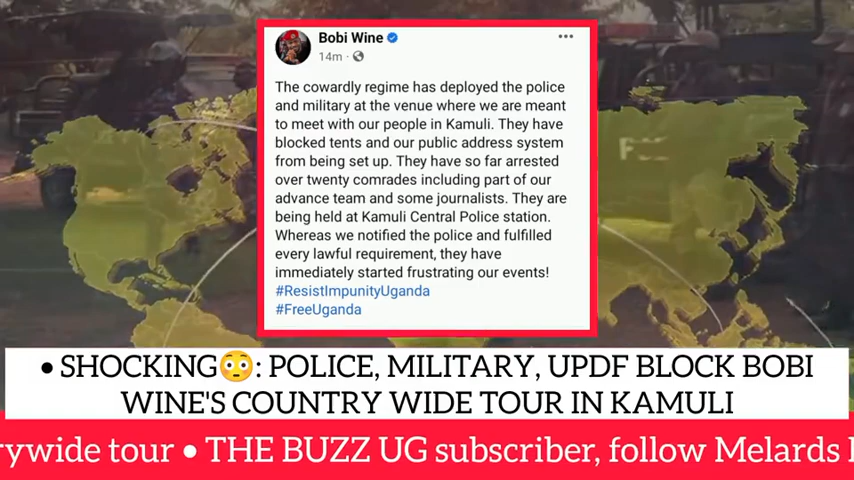 Bobi Wine
14m
The cowardly regime has deployed the police
and military at the venue where we are meant
to meet with our people in Kamuli. They have
blocked tents and our public address system
from being set up. They have so far arrested
over twenty comrades including part of our
advance team and some journalists. They are
being held at Kamuli Central Police station.
Whereas we notified the police and fulfilled
every lawful requirement, they have
immediately started frustrating our events!
#ResistImpunityUganda
#FreeUganda
• SHOCKING😳: POLICE, MILITARY, UPDF BLOCK BOBI
WINE'S COUNTRY WIDE TOUR IN KAMULI
rywide tour • THE BUZZ UG subscriber, follow Melards